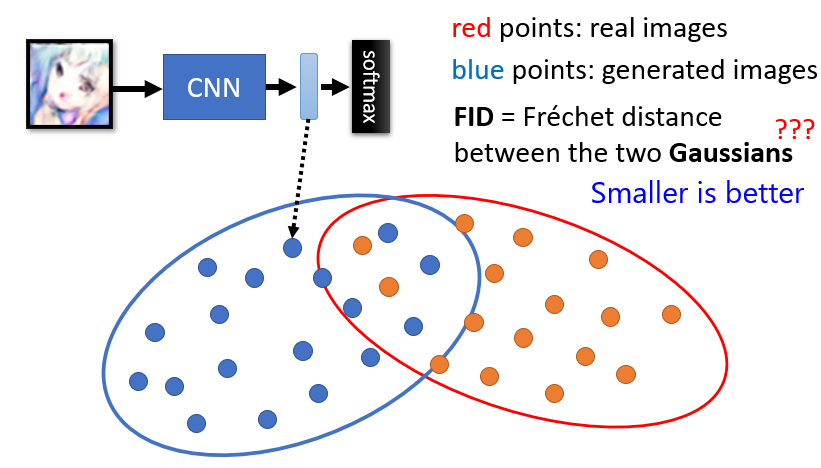 CNN
softmax
red points: real images
blue points: generated images
FID = Fréchet distance
???
between the two Gaussians
Smaller is better